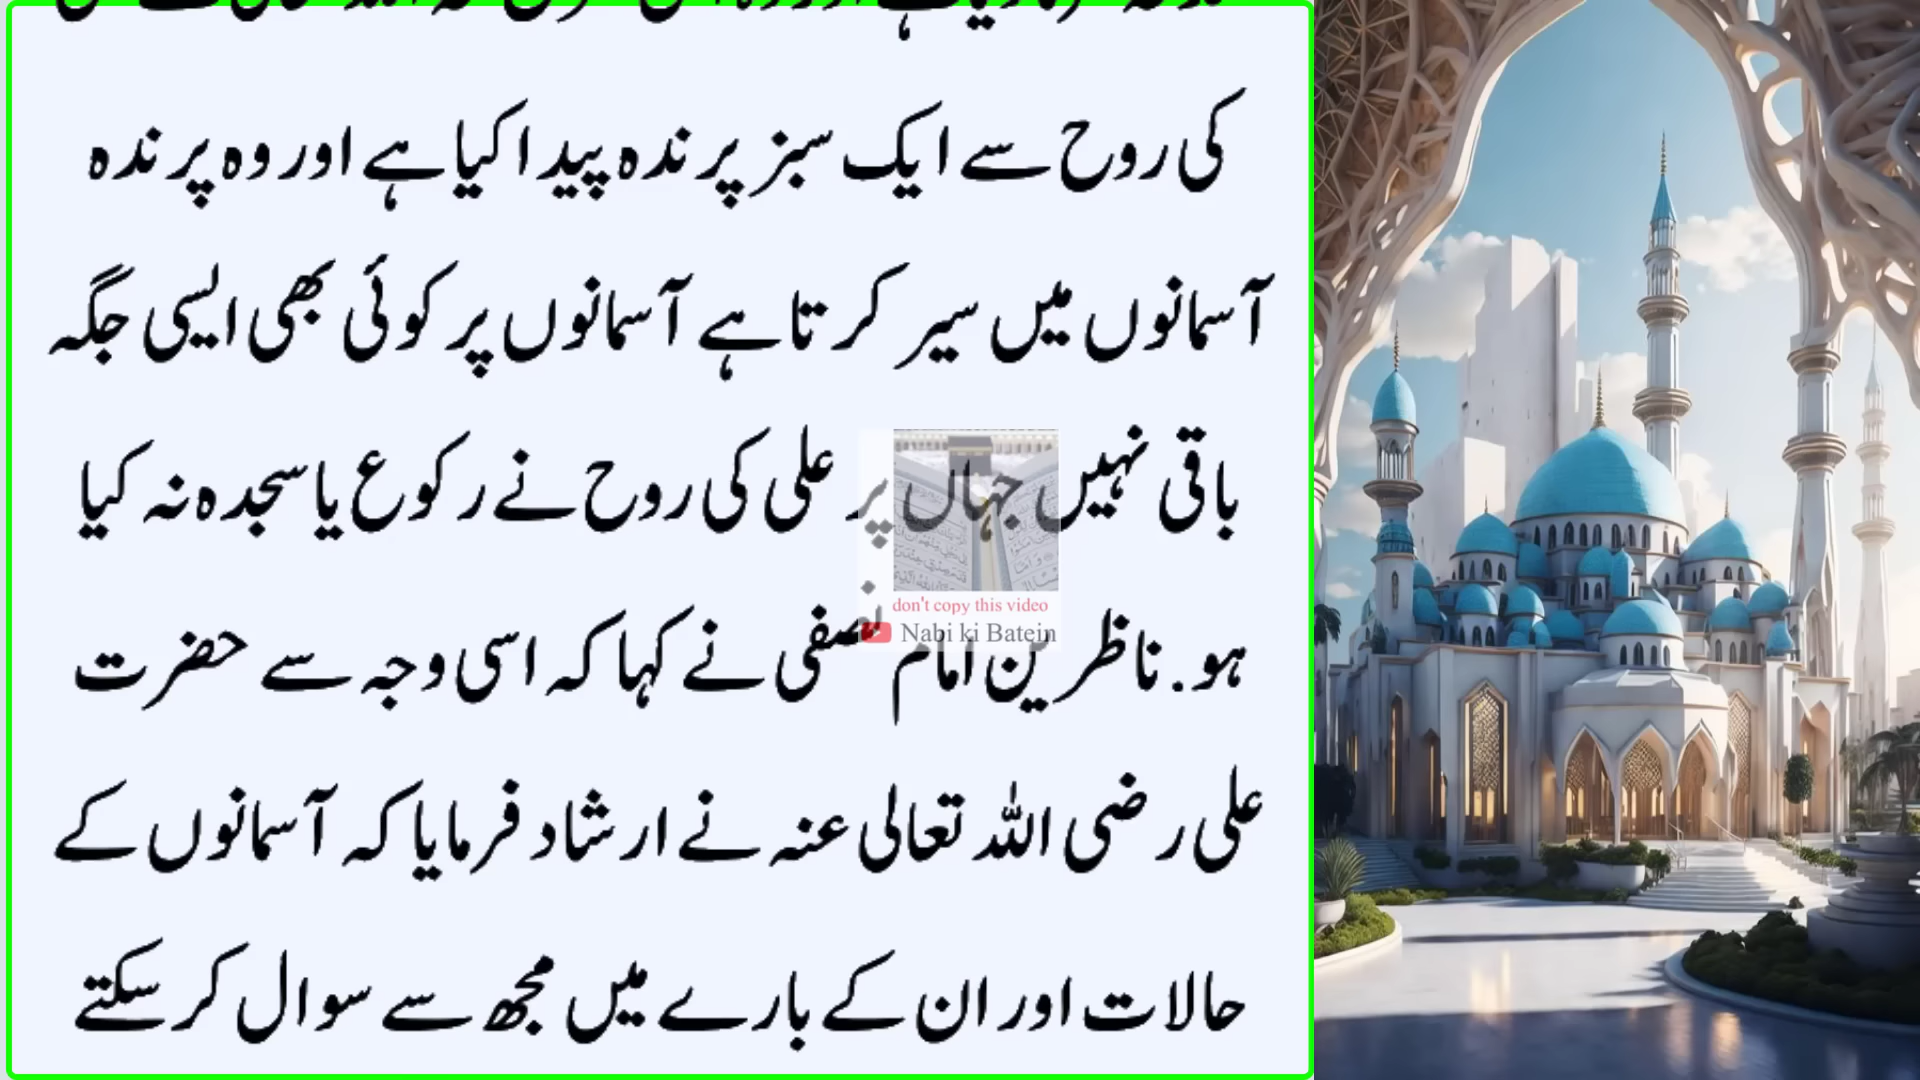 کی روح سے ایک سبز پرندہ پیدا کیا ہے اور وہ پرندہ
آسمانوں میں سیر کرتا ہے آسمانوں پر کوئی بھی ایسی جگہ
باقی نہیں جہاں پر علی کی روح نے رکوع یا سجدہ نہ کیا
ہو. ناظرین امام نصفی نے کہا کہ اسی وجہ سے حضرت
علی رضی اللہ تعالی عنہ نے ارشاد فرمایا کہ آسمانوں کے
حالات اور ان کے بارے میں مجھ سے سوال کر سکتے
don't copy this video
Nabi ki Batein